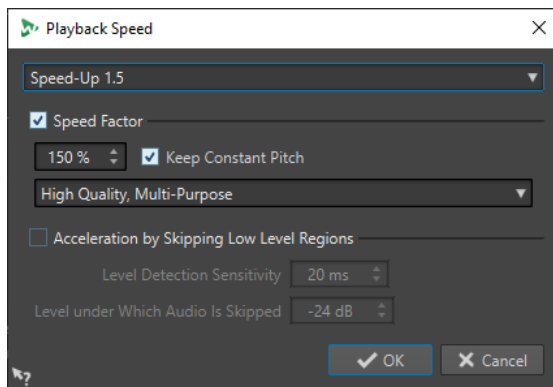 Playback Speed
Speed-Up 1.5
Speed Factor
150 %
Keep Constant Pitch
High Quality, Multi-Purpose
Acceleration by Skipping Low Level Regions
Level Detection Sensitivity
20 ms
Level under Which Audio Is Skipped
-24 dB
OK
Cancel
?